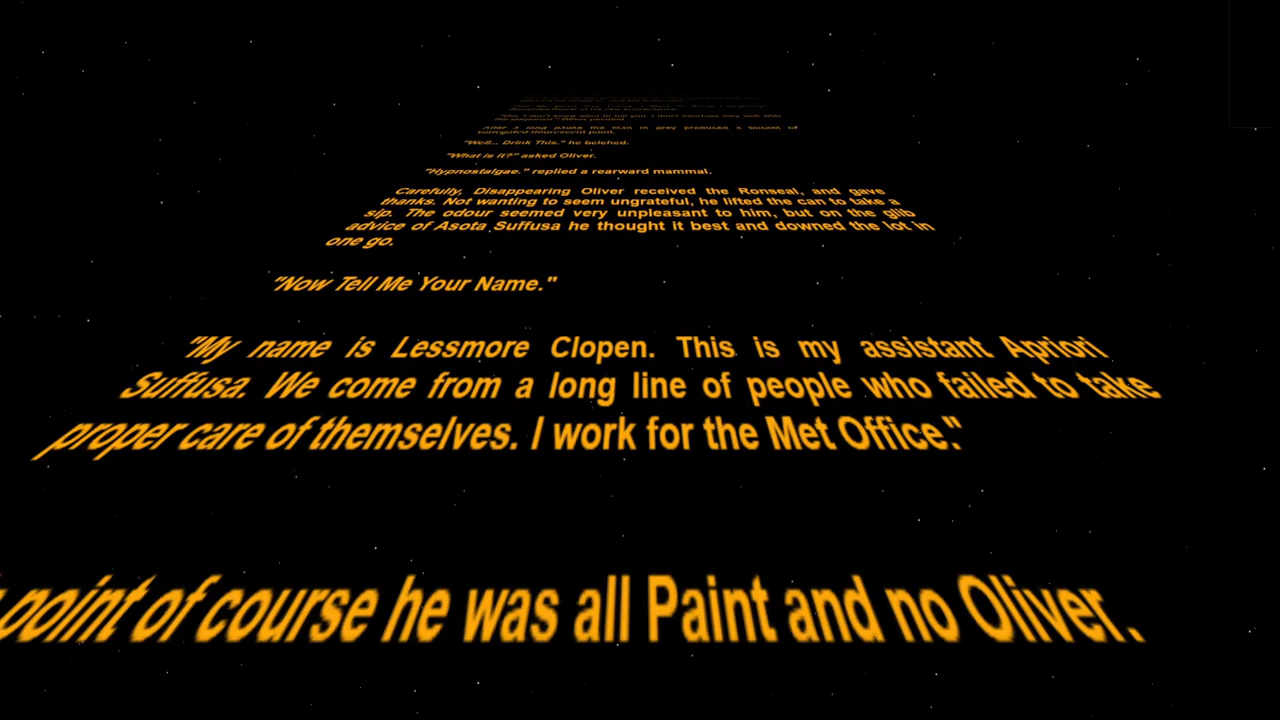 "Well... Drink This." he belched.
"What is it?" asked Oliver.
"Hypnostalgae." replied a rearward mammal.
Carefully, Disappearing Oliver received the Ronseal, and gave
thanks. Not wanting to seem ungrateful, he lifted the can to take a
sip. The odour seemed very unpleasant to him, but on the glib
advice of Asota Suffusa he thought it best and downed the lot in
one go.
"Now Tell Me Your Name."
"My name is Lessmore Clopen. This is my assistant Apriori
Suffusa. We come from a long line of people who failed to take
proper care of themselves. I work for the Met Office."
point of course he was all Paint and no Oliver.